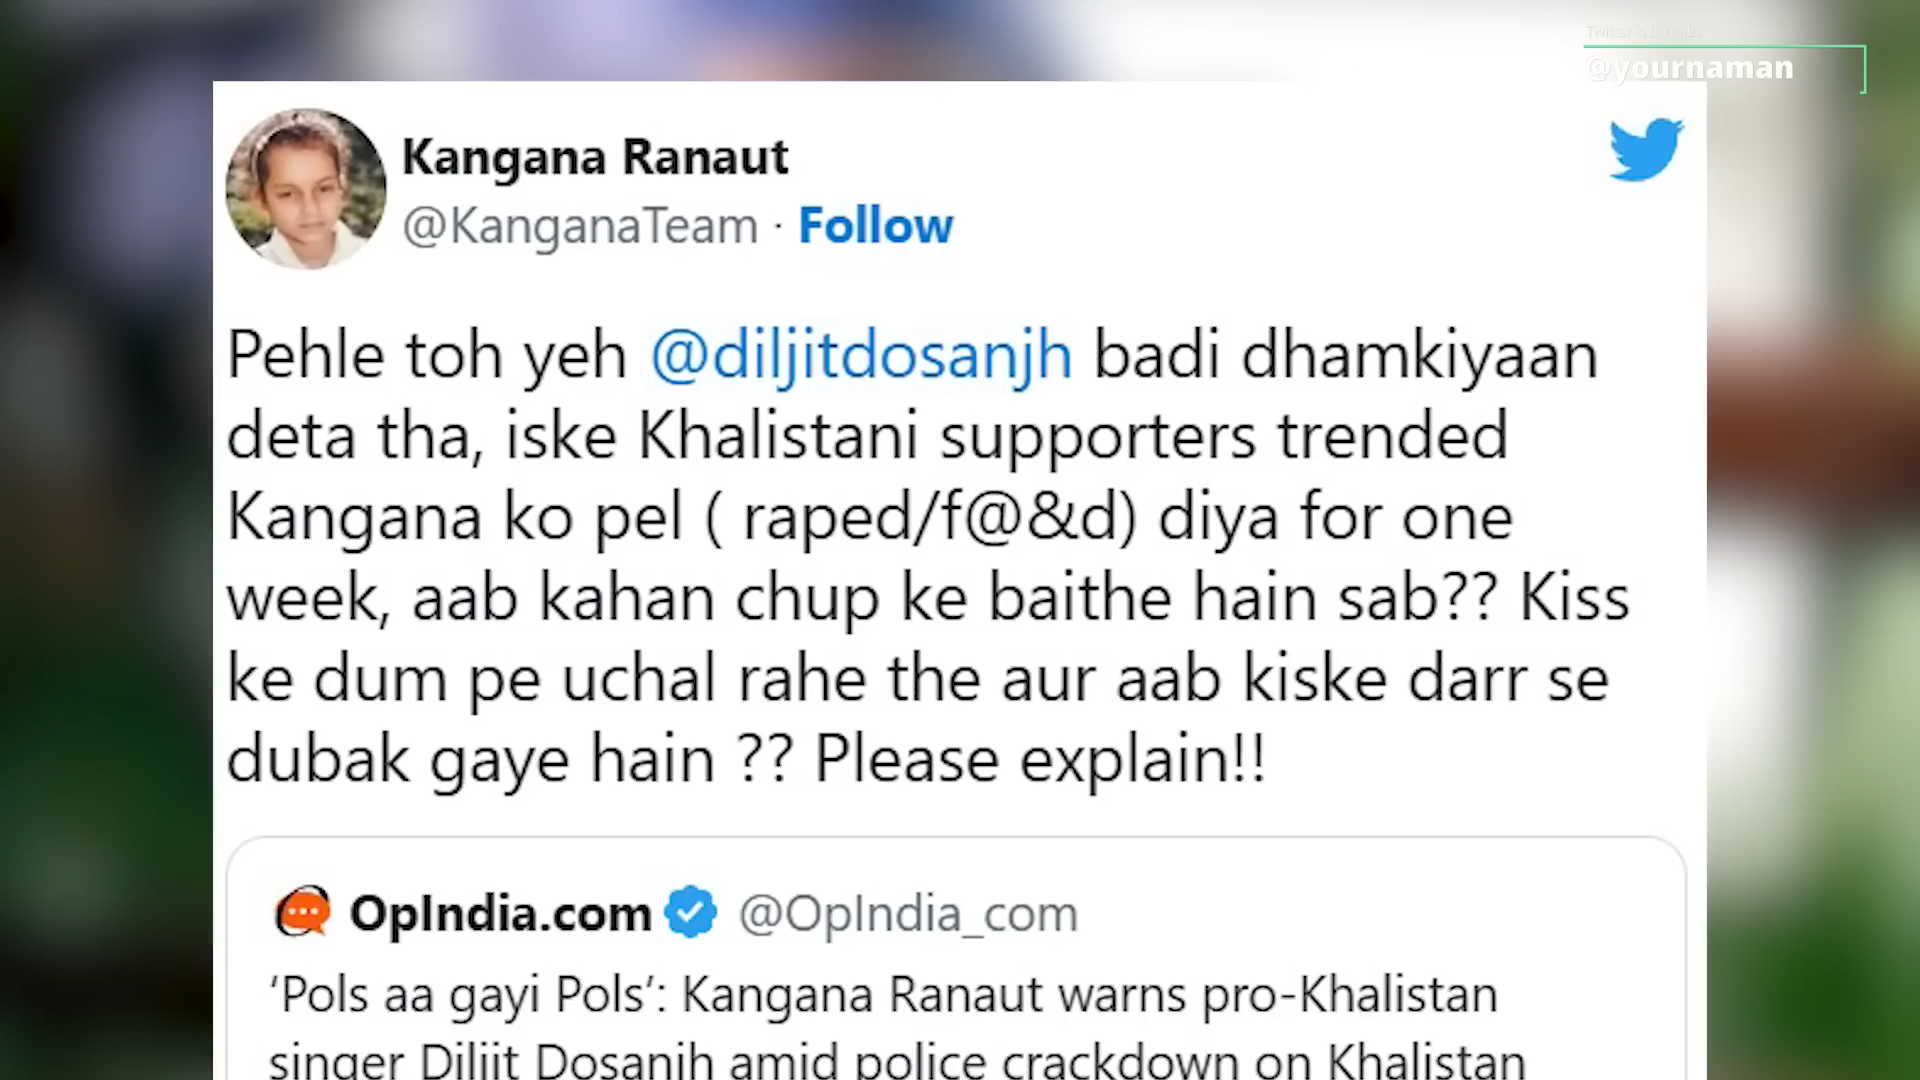 @yournaman
Kangana Ranaut
@KanganaTeam · Follow
Pehle toh yeh @diljitdosanjh badi dhamkiyaan
deta tha, iske Khalistani supporters trended
Kangana ko pel ( raped/f@&d) diya for one
week, aab kahan chup ke baithe hain sab?? Kiss
ke dum pe uchal rahe the aur aab kiske darr se
dubak gaye hain ?? Please explain!!
OpIndia.com @OpIndia_com
‘Pols aa gayi Pols’: Kangana Ranaut warns pro-Khalistan
singer Diljit Dosanjh amid police crackdown on Khalistan